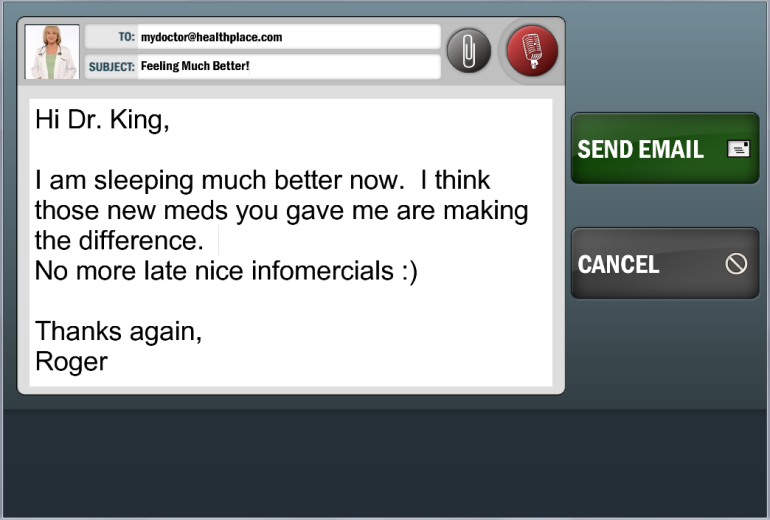 TO: mydoctor@healthplace.com
SUBJECT: Feeling Much Better!
Hi Dr. King,
I am sleeping much better now.  I think
those new meds you gave me are making
the difference.
No more late nice infomercials :)
Thanks again,
Roger
SEND EMAIL
CANCEL